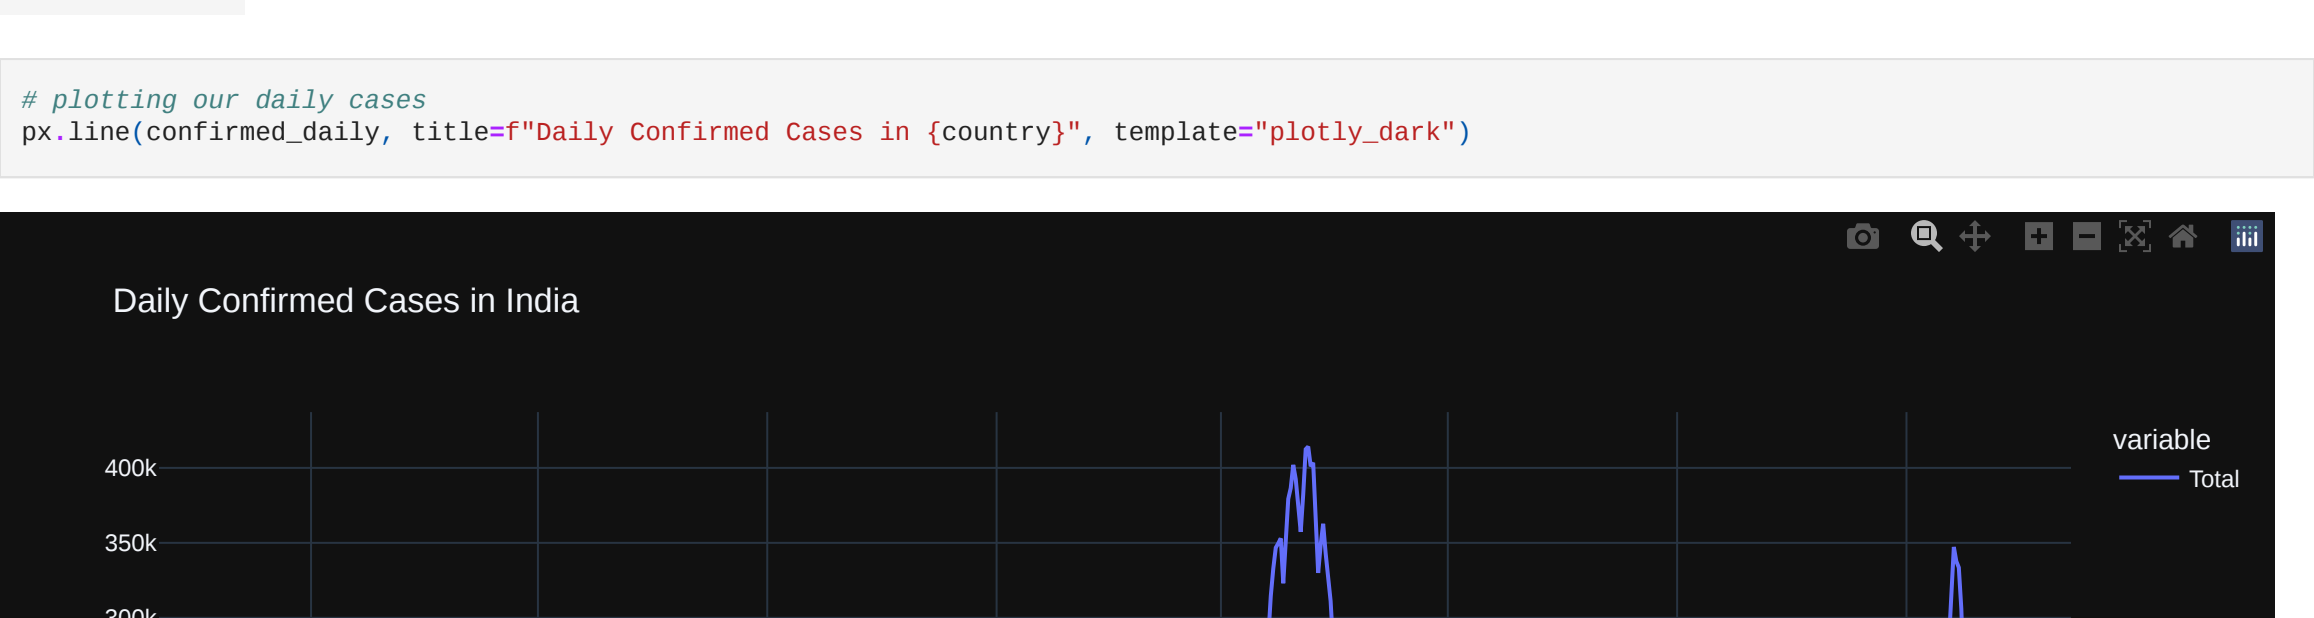 # plotting our daily cases
px.line(confirmed_daily, title=f"Daily Confirmed Cases in {country}", template="plotly_dark")
Daily Confirmed Cases in India
variable
Total
400k
350k
300k